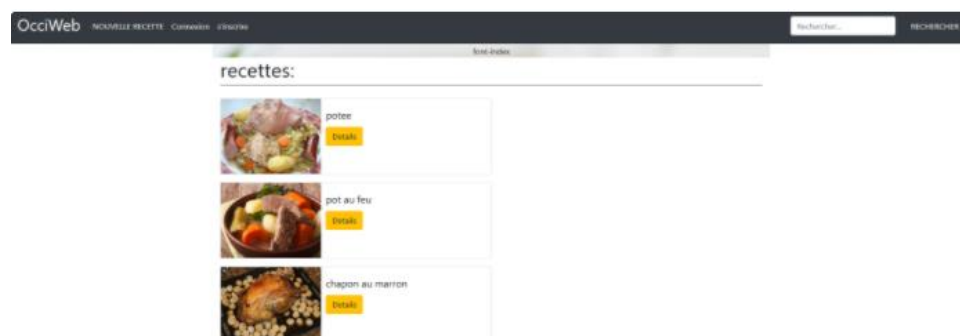 OcciWeb NOUVELLE RECETTE Connexion s'inscrire Rechercher... RECHERCHER
font-index
recettes:
potee
Details
pot au feu
Details
chapon au marron
Details